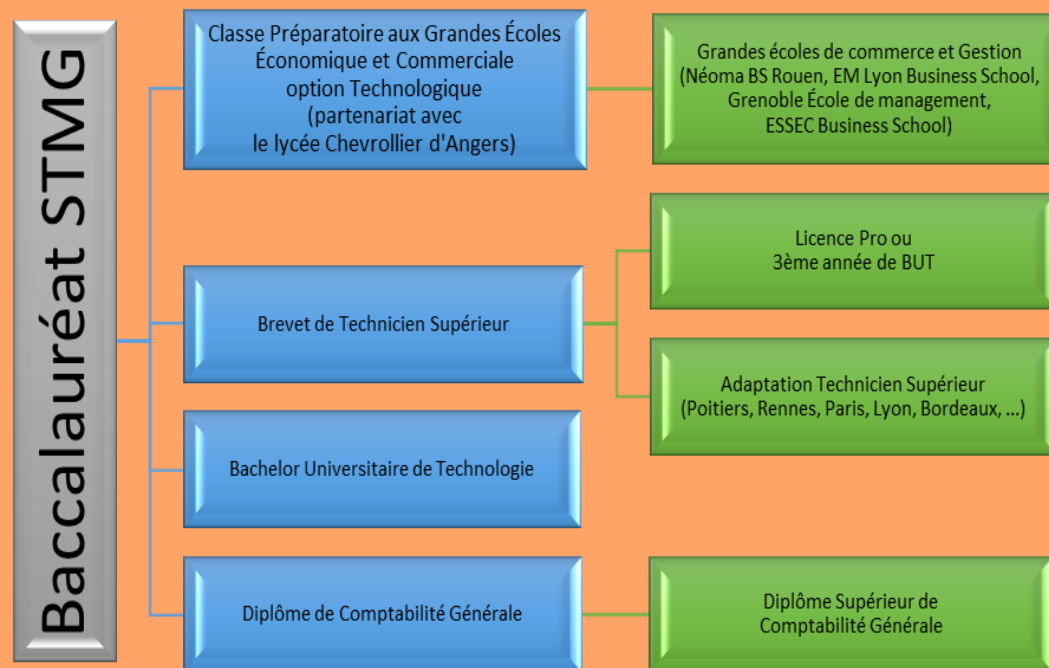 Baccalauréat STMG
Classe Préparatoire aux Grandes Écoles
Économique et Commerciale
option Technologique
(partenariat avec
le lycée Chevrollier d'Angers)
Grandes écoles de commerce et Gestion
(Néoma BS Rouen, EM Lyon Business School,
Grenoble École de management,
ESSEC Business School)
Brevet de Technicien Supérieur
Licence Pro ou
3ème année de BUT
Adaptation Technicien Supérieur
(Poitiers, Rennes, Paris, Lyon, Bordeaux, ...)
Bachelor Universitaire de Technologie
Diplôme de Comptabilité Générale
Diplôme Supérieur de
Comptabilité Générale